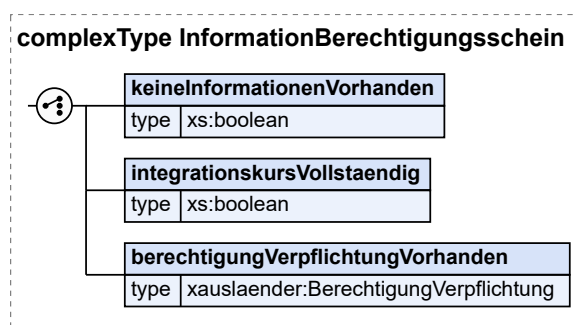 complexType InformationBerechtigungsschein
keineInformationenVorhanden
type xs:boolean
integrationskursVollstaendig
type xs:boolean
berechtigungVerpflichtungVorhanden
type xauslaender:BerechtigungVerpflichtung